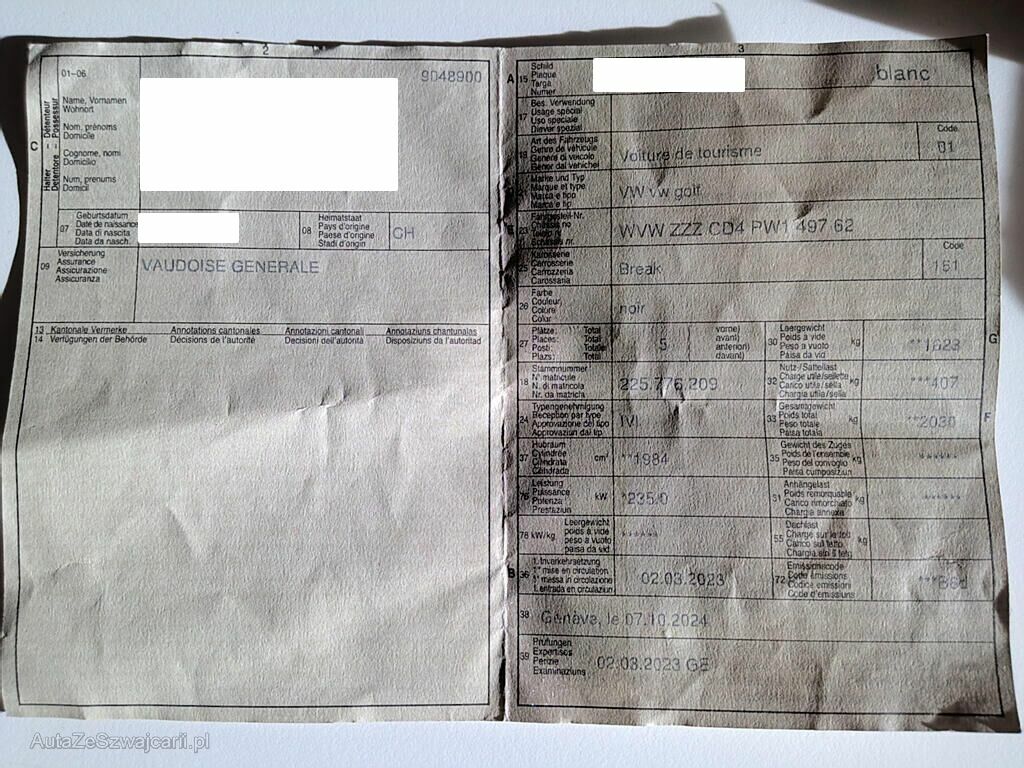 2
01-06
9048900
Name, Vornamen
Wohnort
Nom, prénoms
Domicile
Cognome, nomi
Domicilio
Num, prenums
Domicil
C
Halter – Détenteur
Detentore – Possessur
07
Geburtsdatum
Date de naissance
Data di nascita
Data da nasch.
08
Heimatstaat
Pays d'origine
Paese d'origine
Stadi d'origin
CH
09
Versicherung
Assurance
Assicurazione
Assicuranza
VAUDOISE GENERALE
13 Kantonale Vermerke Annotations cantonales Annotazioni cantonali Annotaziuns chantunalas
14 Verfügungen der Behörde Décisions de l'autorité Decisioni dell'autorità Disposiziuns da l'autoritad
3
A
15
Schild
Plaque
Targa
Numer
blanc
17
Bes. Verwendung
Usage spécial
Uso speciale
Diever spezial
Art des Fahrzeugs
Genre de véhicule
Genere di veicolo
Gener dal vehichel
Voiture de tourisme
Code
01
Marke und Typ
Marque et type
Marca e tipo
Marca e tip
VW vw golf
23
Fahrgestell-Nr.
Chassis no
Telaio N.
Schassis nr.
WVW ZZZ CD4 PW1 497 62
25
Karosserie
Carrosserie
Carrozzeria
Carossaria
Break
Code
151
26
Farbe
Couleur
Colore
Colur
noir
27
Plätze: Total
Places: Total
Posti: Totale
Plazs: Total
5
vorne)
avant)
anteriori)
davant)
30
Leergewicht
Poids à vide
Peso a vuoto
Paisa da vid
kg
**1623
G
18
Stammnummer
N° matricule
N. di matricola
Nr. da matricla
225.776.209
32
Nutz-/Sattellast
Charge utile/sellette
Carico utile/sella
Chargia utila/sella
kg
***407
24
Typengenehmigung
Réception par type
Approvazione del tipo
Approvaziun dal tip
IVI
33
Gesamtgewicht
Poids total
Peso totale
Paisa totala
kg
**2030
F
37
Hubraum
Cylindrée
Cilindrata
Cilindrada
cm³
**1984
35
Gewicht des Zuges
Poids de l'ensemble
Peso del convoglio
Paisa cumposiziun
kg
******
76
Leistung
Puissance
Potenza
Prestaziun
kW
*235.0
31
Anhängelast
Poids remorquable
Carico rimorchiato
Chargia annexa
kg
******
78 kW/kg
Leergewicht
poids à vide
peso a vuoto
paisa da vid
******
55
Dachlast
Charge sur le toit
Carico sul tetto
Chargia sin il tetg
kg
B
36
1. Inverkehrsetzung
1re mise en circulation
1a messa in circolazione
1. entrada en circulaziun
02.03.2023
72
Emissionscode
Code émissions
Codice emissioni
Code d'emissiuns
38
Genève, le 07.10.2024
39
Prüfungen
Expertises
Perizie
Examinaziuns
02.03.2023 GE
AutaZeSzwajcarii.pl